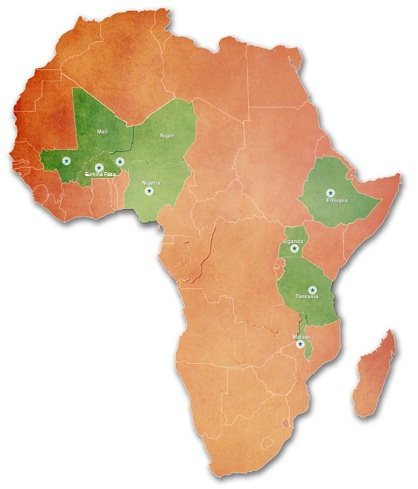 Mali
Niger
Burkina Faso
Nigeria
Ethiopia
Uganda
Tanzania
Malawi